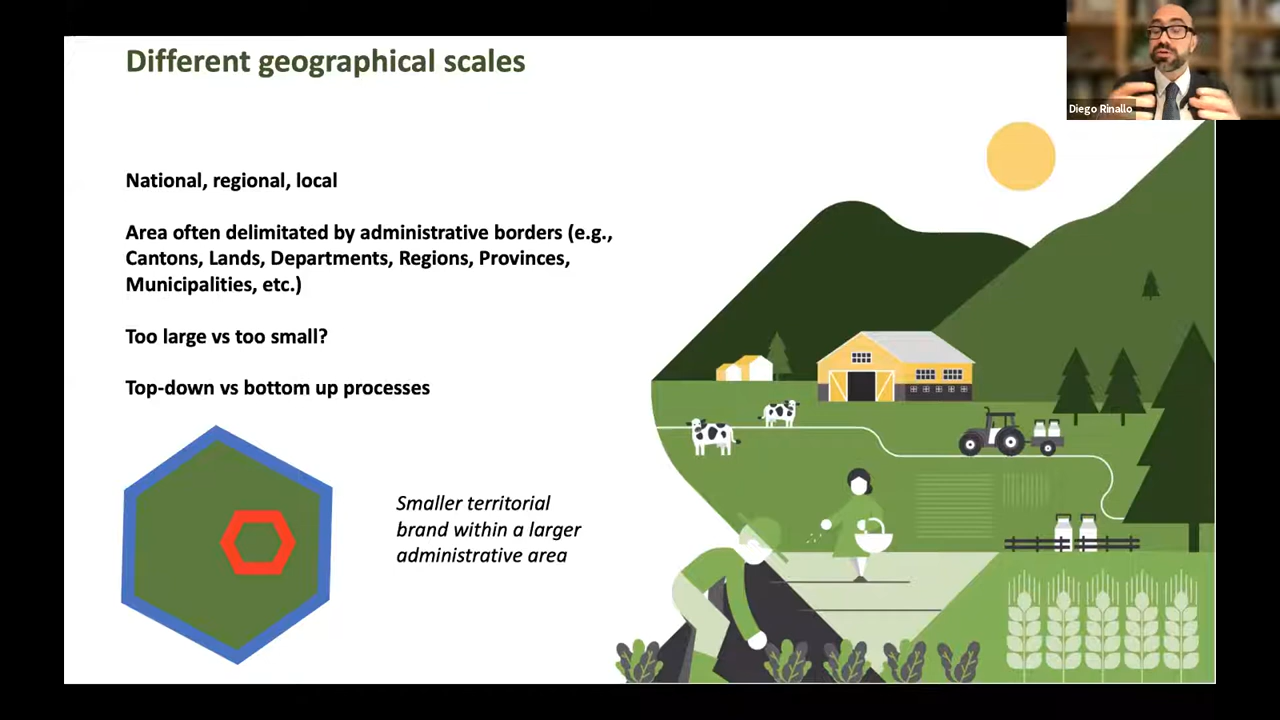 Different geographical scales
Diego Rinallo
National, regional, local
Area often delimitated by administrative borders (e.g.,
Cantons, Lands, Departments, Regions, Provinces,
Municipalities, etc.)
Too large vs too small?
Top-down vs bottom up processes
Smaller territorial
brand within a larger
administrative area